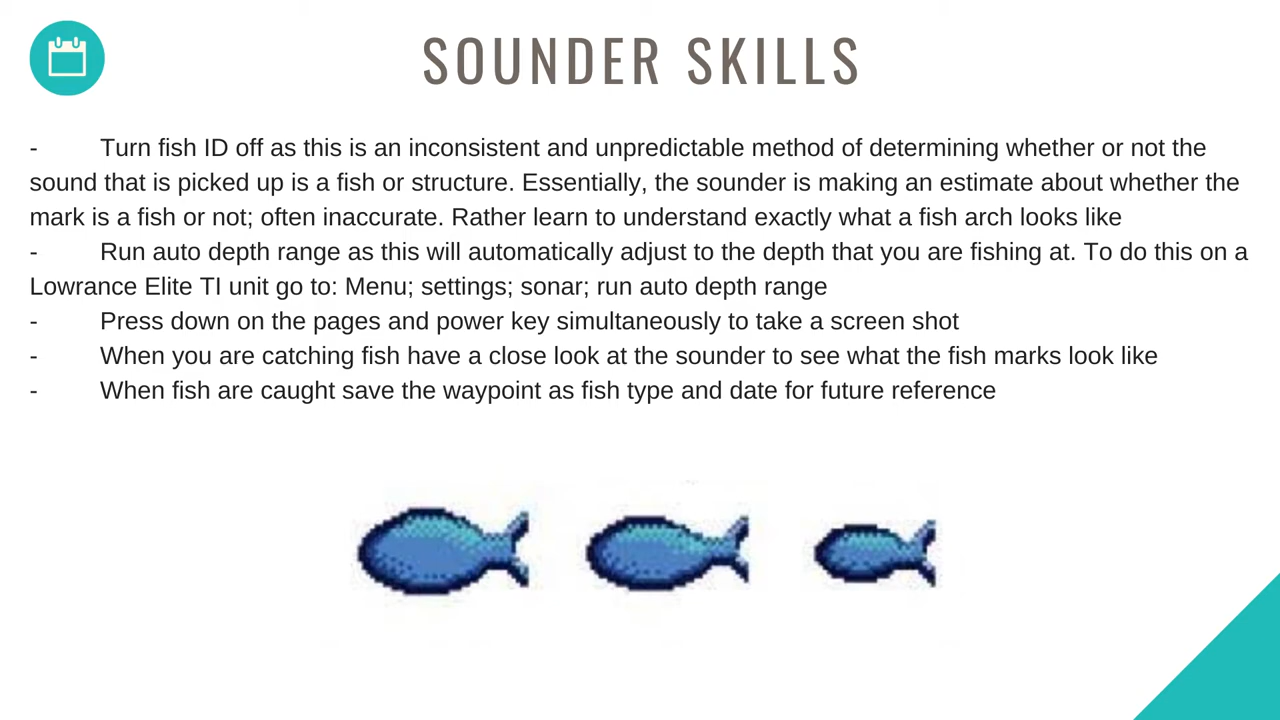 SOUNDER SKILLS
- Turn fish ID off as this is an inconsistent and unpredictable method of determining whether or not the
sound that is picked up is a fish or structure. Essentially, the sounder is making an estimate about whether the
mark is a fish or not; often inaccurate. Rather learn to understand exactly what a fish arch looks like
- Run auto depth range as this will automatically adjust to the depth that you are fishing at. To do this on a
Lowrance Elite TI unit go to: Menu; settings; sonar; run auto depth range
- Press down on the pages and power key simultaneously to take a screen shot
- When you are catching fish have a close look at the sounder to see what the fish marks look like
- When fish are caught save the waypoint as fish type and date for future reference